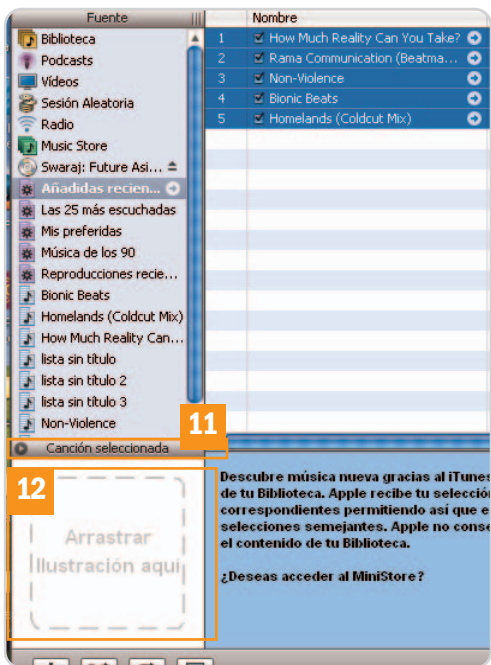 Fuente
Nombre
Biblioteca
Podcasts
Vídeos
Sesión Aleatoria
Radio
Music Store
Swaraj: Future Asi...
Añadidas recien...
Las 25 más escuchadas
Mis preferidas
Música de los 90
Reproducciones recie...
Bionic Beats
Homelands (Coldcut Mix)
How Much Reality Can...
lista sin título
lista sin título 2
lista sin título 3
Non-Violence
1 How Much Reality Can You Take?
2 Rama Communication (Beatma...
3 Non-Violence
4 Bionic Beats
5 Homelands (Coldcut Mix)
11
Canción seleccionada
12
Arrastrar
Ilustración aquí
Descubre música nueva gracias al iTunes
de tu Biblioteca. Apple recibe tu selecció
correspondientes permitiendo así que e
selecciones semejantes. Apple no conse
el contenido de tu Biblioteca.
¿Deseas acceder al MiniStore?